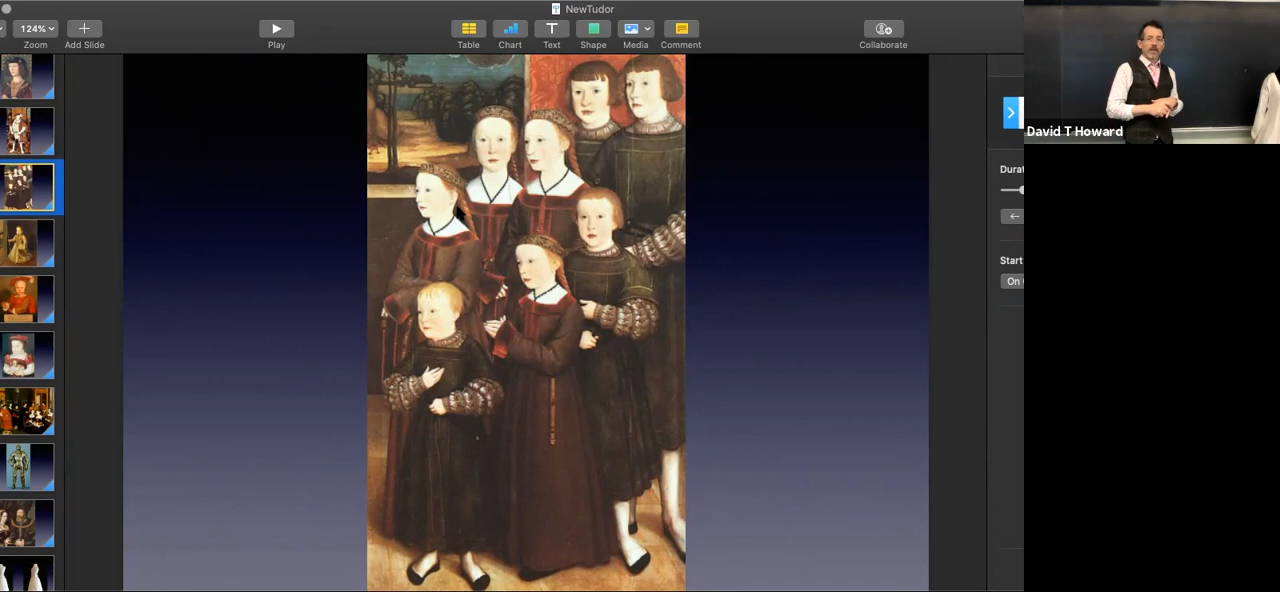 NewTudor
124%
Zoom
Add Slide
Play
Table
Chart
Text
Shape
Media
Comment
Collaborate
David T Howard
Durat
Start
On